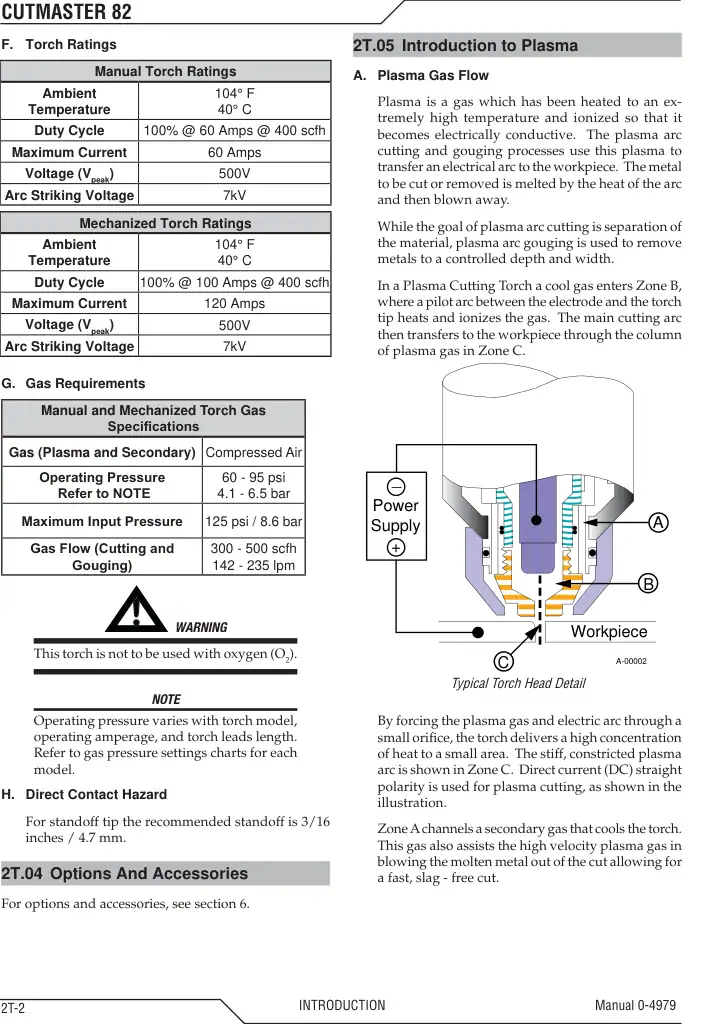 CUTMASTER 82
F. Torch Ratings
Manual Torch Ratings
Ambient
Temperature
104° F
40° C
Duty Cycle 100% @ 60 Amps @ 400 scfh
Maximum Current 60 Amps
Voltage (Vpeak) 500V
Arc Striking Voltage 7kV
Mechanized Torch Ratings
Ambient
Temperature
104° F
40° C
Duty Cycle 100% @ 100 Amps @ 400 scfh
Maximum Current 120 Amps
Voltage (Vpeak) 500V
Arc Striking Voltage 7kV
G. Gas Requirements
Manual and Mechanized Torch Gas
Specifications
Gas (Plasma and Secondary) Compressed Air
Operating Pressure
Refer to NOTE
60 - 95 psi
4.1 - 6.5 bar
Maximum Input Pressure 125 psi / 8.6 bar
Gas Flow (Cutting and
Gouging)
300 - 500 scfh
142 - 235 lpm
WARNING
This torch is not to be used with oxygen (O2).
NOTE
Operating pressure varies with torch model,
operating amperage, and torch leads length.
Refer to gas pressure settings charts for each
model.
H. Direct Contact Hazard
For standoff tip the recommended standoff is 3/16
inches / 4.7 mm.
2T.04 Options And Accessories
For options and accessories, see section 6.
2T.05 Introduction to Plasma
A. Plasma Gas Flow
Plasma is a gas which has been heated to an ex-
tremely high temperature and ionized so that it
becomes electrically conductive. The plasma arc
cutting and gouging processes use this plasma to
transfer an electrical arc to the workpiece. The metal
to be cut or removed is melted by the heat of the arc
and then blown away.
While the goal of plasma arc cutting is separation of
the material, plasma arc gouging is used to remove
metals to a controlled depth and width.
In a Plasma Cutting Torch a cool gas enters Zone B,
where a pilot arc between the electrode and the torch
tip heats and ionizes the gas. The main cutting arc
then transfers to the workpiece through the column
of plasma gas in Zone C.
−
Power
Supply
+
A
B
Workpiece
C
A-00002
Typical Torch Head Detail
By forcing the plasma gas and electric arc through a
small orifice, the torch delivers a high concentration
of heat to a small area. The stiff, constricted plasma
arc is shown in Zone C. Direct current (DC) straight
polarity is used for plasma cutting, as shown in the
illustration.
Zone A channels a secondary gas that cools the torch.
This gas also assists the high velocity plasma gas in
blowing the molten metal out of the cut allowing for
a fast, slag - free cut.
2T-2
INTRODUCTION
Manual 0-4979